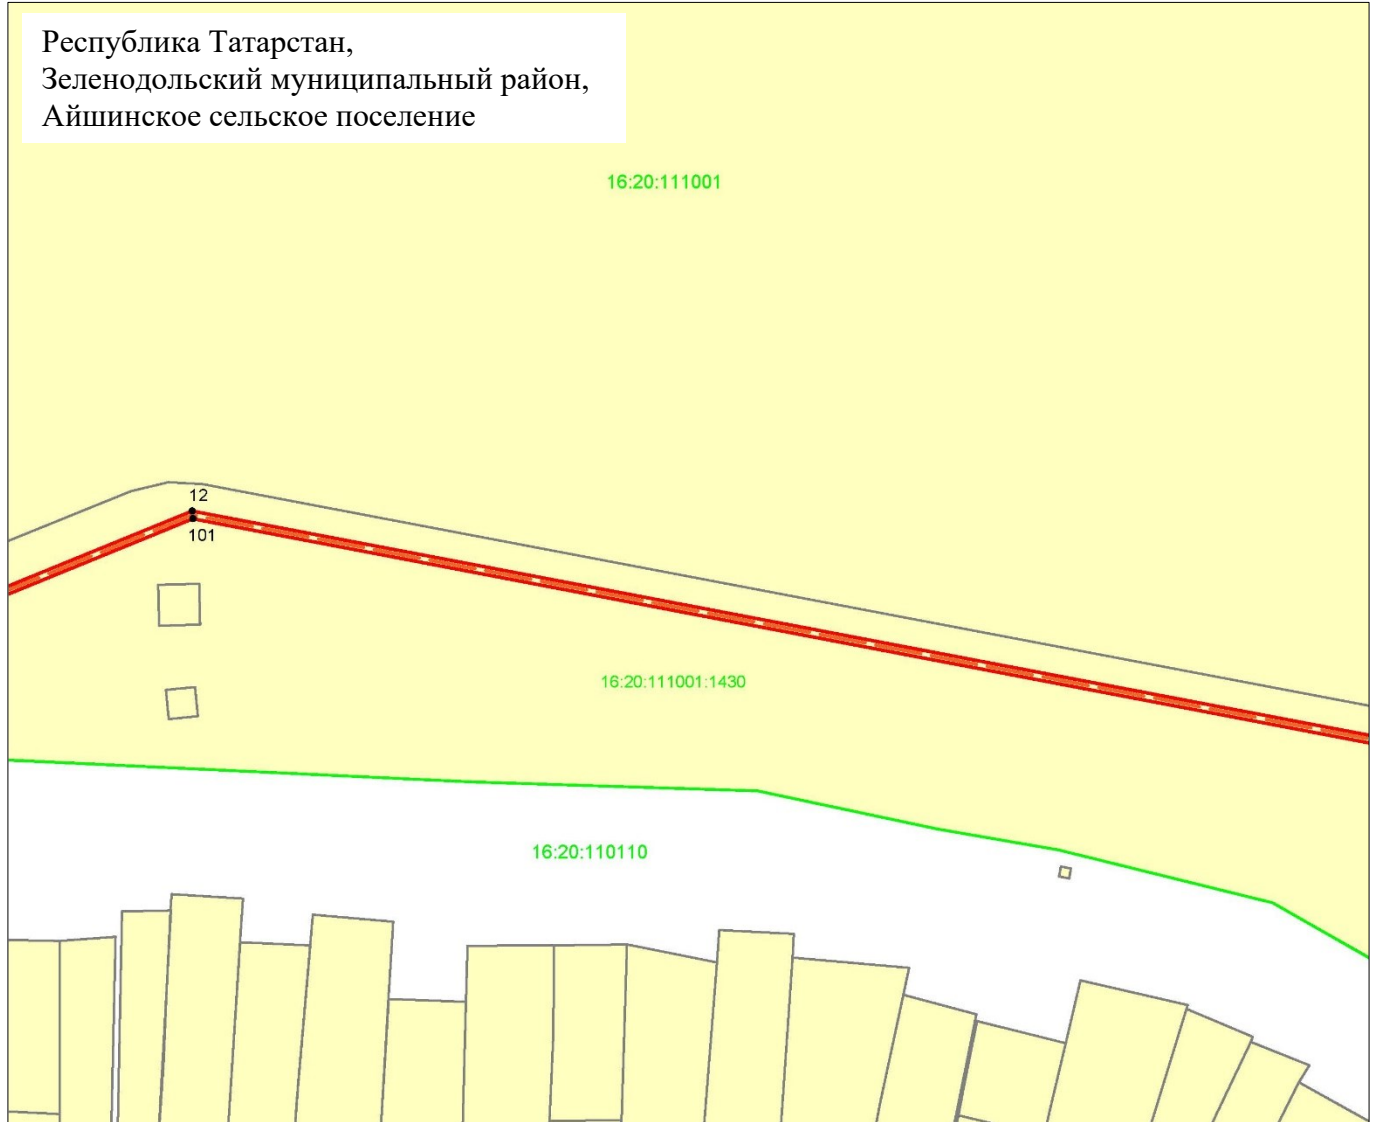 Республика Татарстан,
Зеленодольский муниципальный район,
Айшинское сельское поселение
16:20:111001
12
101
16:20:111001:1430
16:20:110110